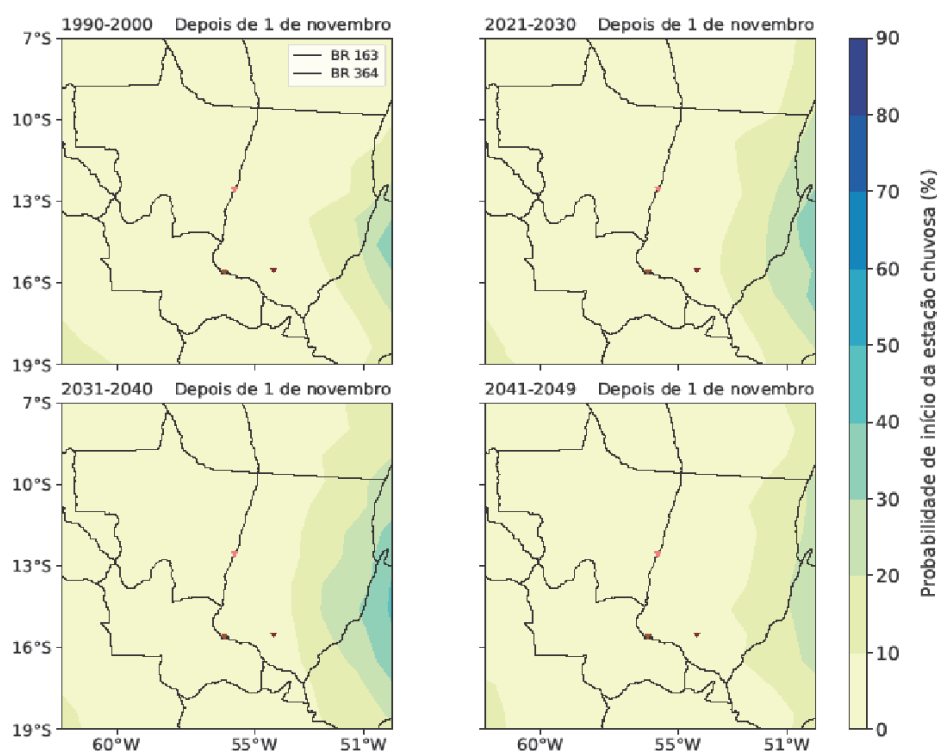 1990-2000 Depois de 1 de novembro
2021-2030 Depois de 1 de novembro
7°S
10°S
13°S
16°S
19°S
BR 163
BR 364
2031-2040 Depois de 1 de novembro
2041-2049 Depois de 1 de novembro
7°S
10°S
13°S
16°S
19°S
60°W 55°W 51°W
60°W 55°W 51°W
90
80
70
60
50
40
30
20
10
0
Probabilidade de início da estação chuvosa (%)